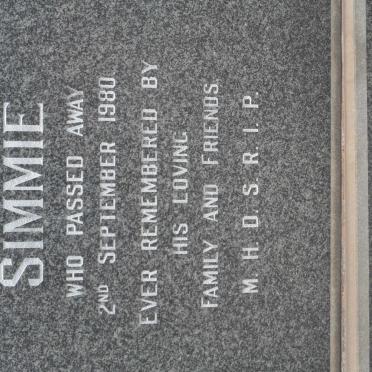 SIMMIE
WHO PASSED AWAY
2ND SEPTEMBER 1980
EVER REMEMBERED BY
HIS LOVING
FAMILY AND FRIENDS.
M. H. D. S. R. I. P.